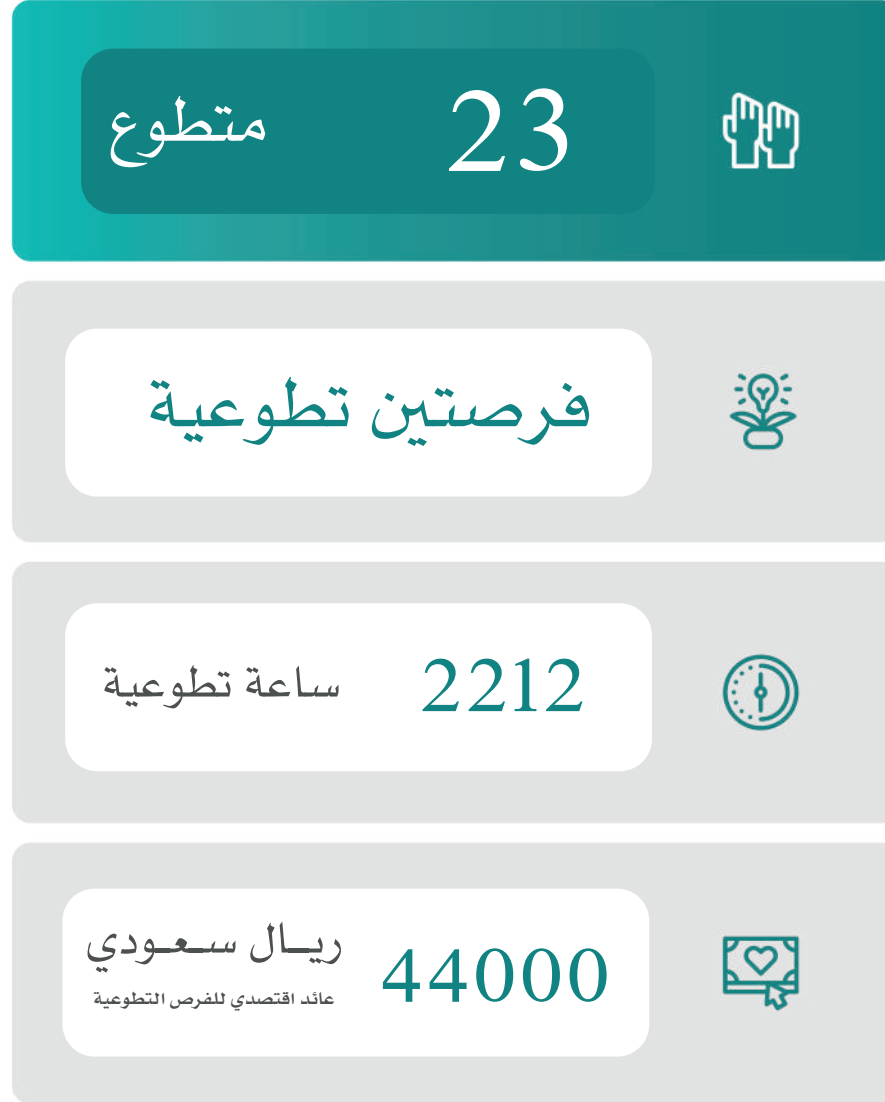 23 متطوع
فرصتين تطوعية
2212 ساعة تطوعية
44000 ريـال سـعـودي
عائد اقتصدي للفرص التطوعية